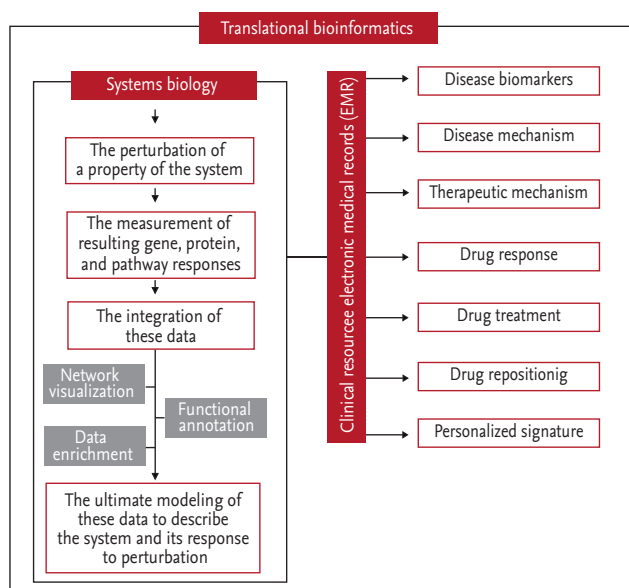 Translational bioinformatics
Systems biology
The perturbation of
a property of the system
The measurement of
resulting gene, protein,
and pathway responses
The integration of
these data
Network
visualization
Functional
annotation
Data
enrichment
The ultimate modeling of
these data to describe
the system and its response
to perturbation
Clinical resourcee electronic medical records (EMR)
Disease biomarkers
Disease mechanism
Therapeutic mechanism
Drug response
Drug treatment
Drug repositionig
Personalized signature